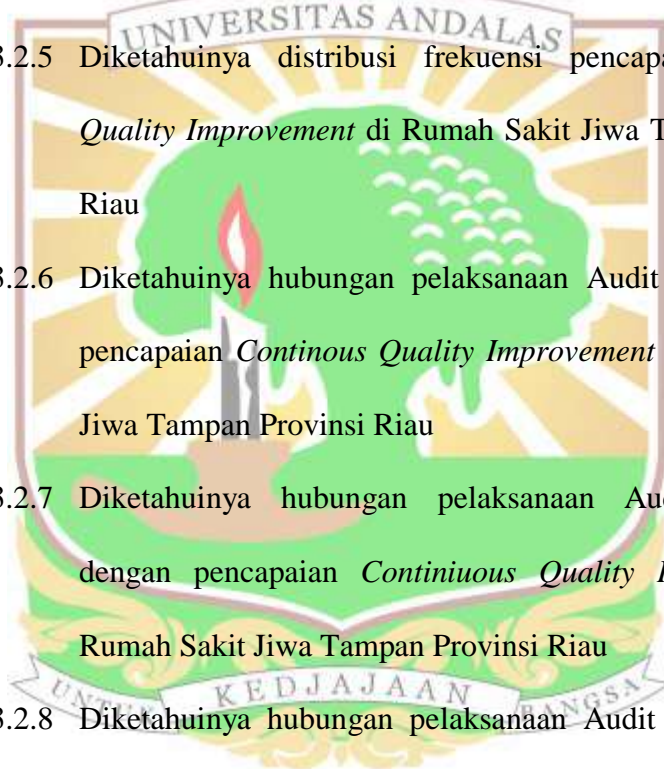 UNIVERSITAS ANDALAS
3.2.5 Diketahuinya distribusi frekuensi
Quality Improvement di Rumah Sakit Jiwa
Riau
3.2.6 Diketahuinya hubungan pelaksanaan Audit
pencapaian Continous Quality Improvement
Jiwa Tampan Provinsi Riau
3.2.7 Diketahuinya hubungan pelaksanaan
dengan pencapaian Continiuous Quality
Rumah Sakit Jiwa Tampan Provinsi Riau
UNTUK KEDJAJAAN BANGSA
3.2.8 Diketahuinya hubungan pelaksanaan Audit